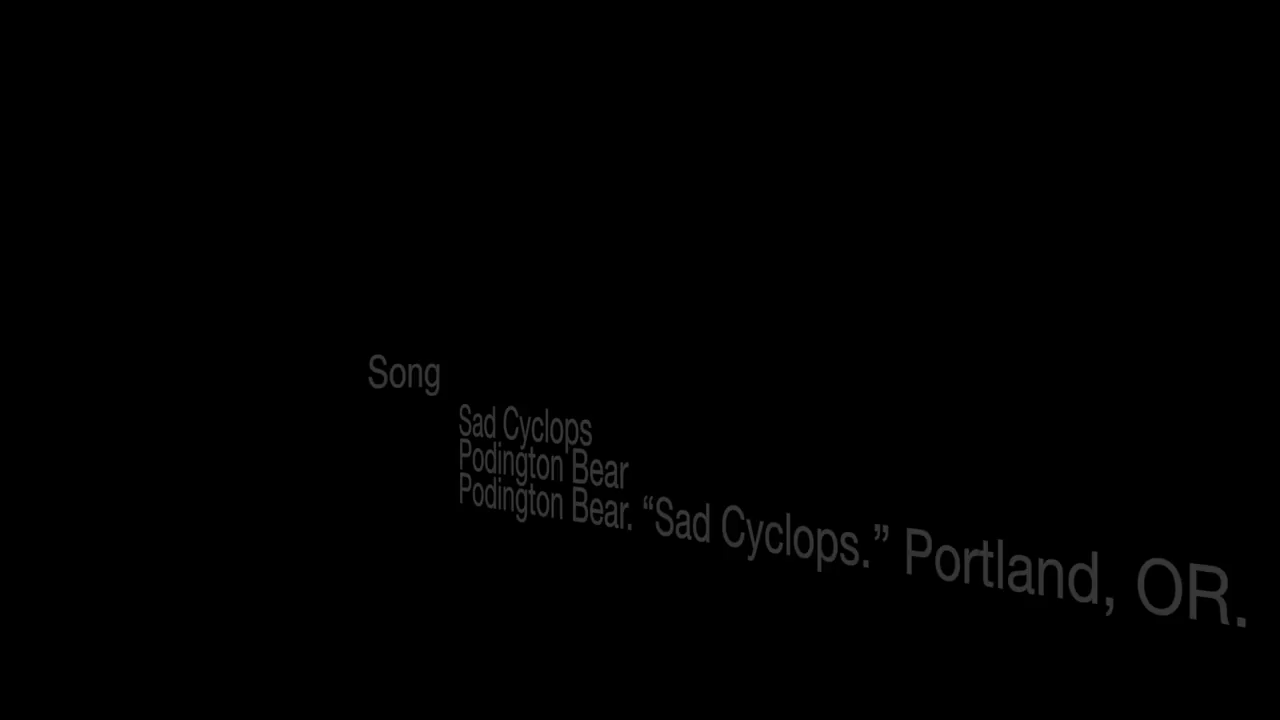 Song
Sad Cyclops
Podington Bear
Podington Bear. “Sad Cyclops.” Portland, OR.